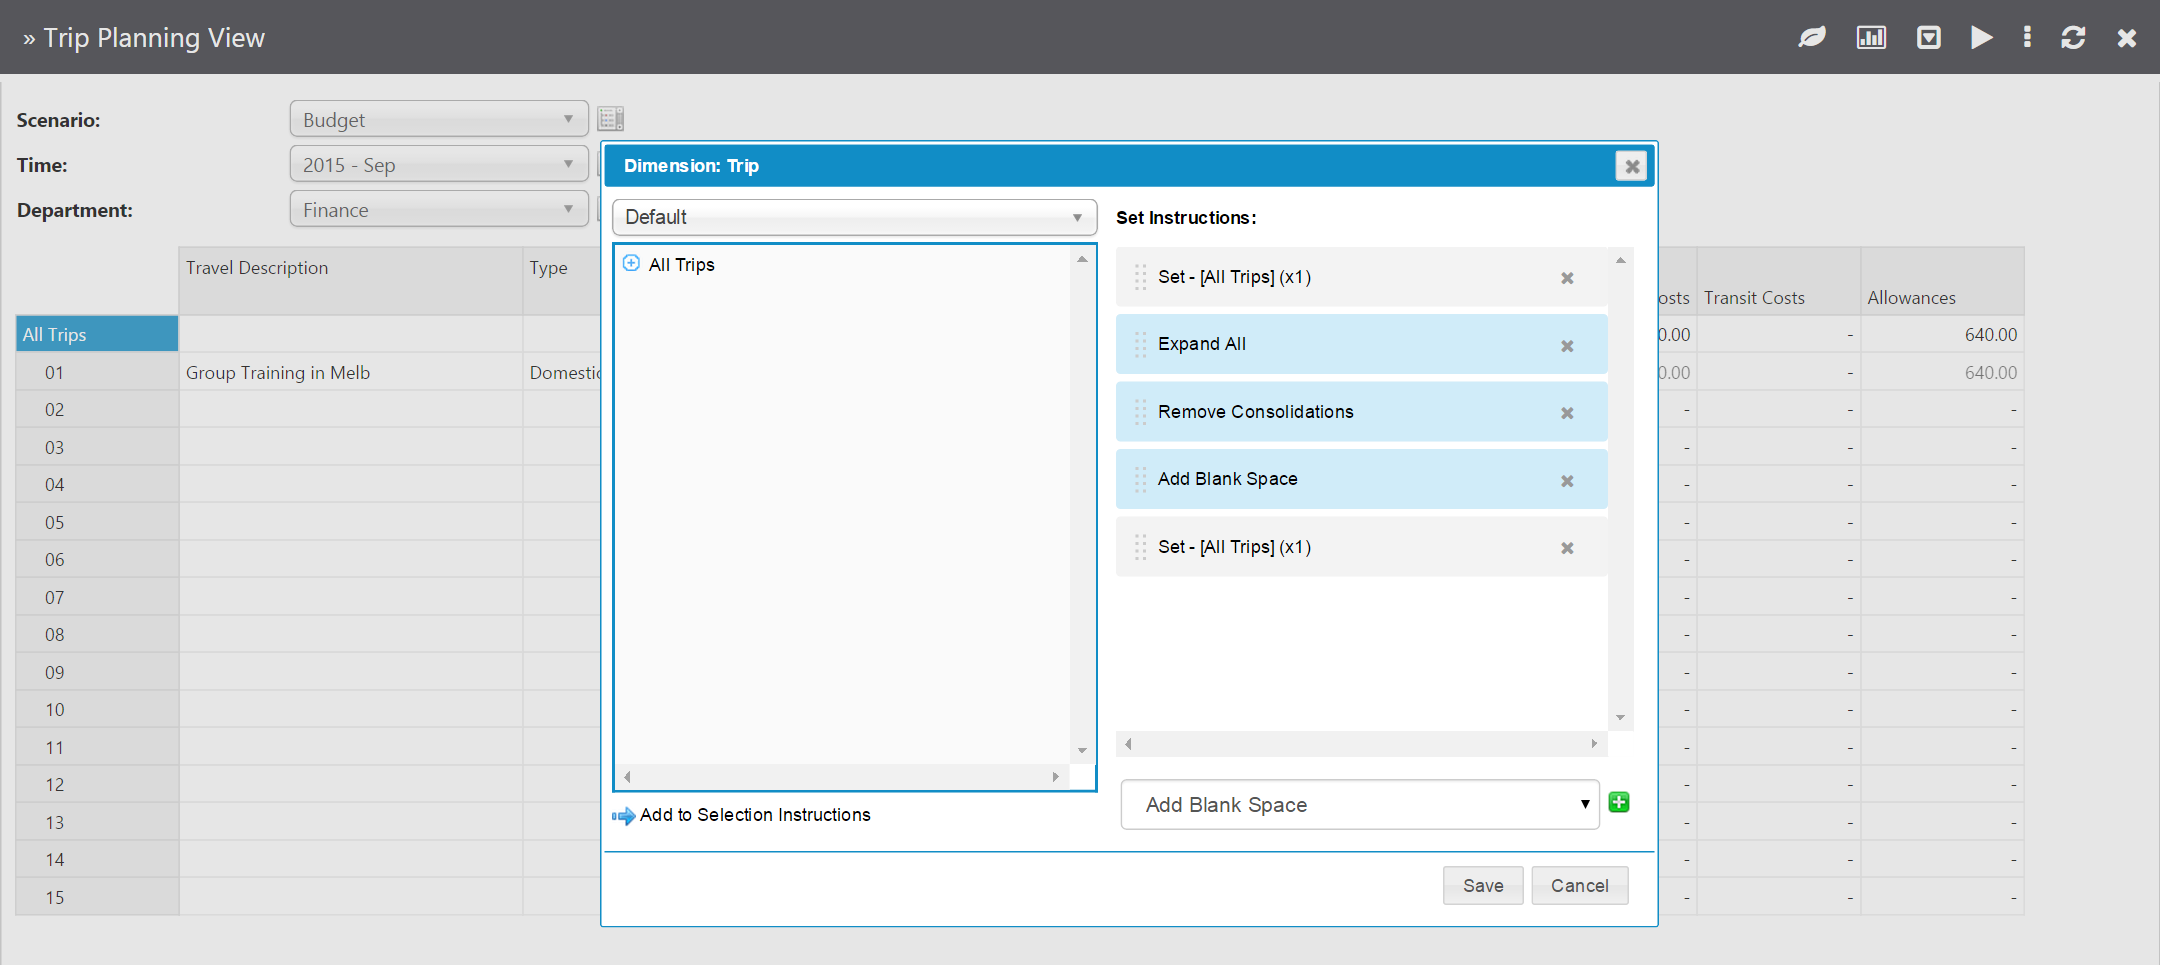 » Trip Planning View
Scenario:
Budget
Time:
2015 - Sep
Department:
Finance
Dimension: Trip
Default
Set Instructions:
All Trips
Set - [All Trips] (x1)
Expand All
Remove Consolidations
Add Blank Space
Set - [All Trips] (x1)
Add Blank Space
Add to Selection Instructions
Save
Cancel
Travel Description
Type
osts
Transit Costs
Allowances
All Trips
0.00
-
640.00
01
Group Training in Melb
Domestic
0.00
-
640.00
02
- - -
03
- - -
04
- - -
05
- - -
06
- - -
07
- - -
08
- - -
09
- - -
10
- - -
11
- - -
12
- - -
13
- - -
14
- - -
15
- - -